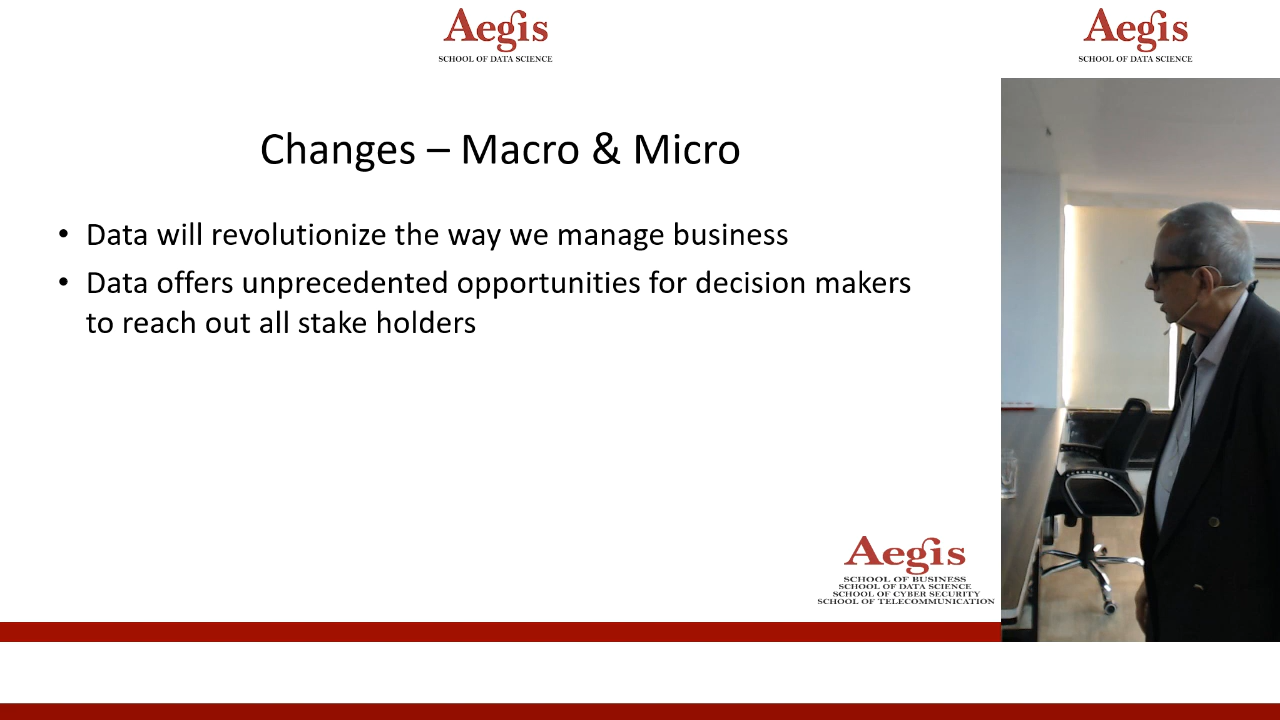 Aegis
SCHOOL OF DATA SCIENCE
Aegis
SCHOOL OF DATA SCIENCE
Changes – Macro & Micro
• Data will revolutionize the way we manage business
• Data offers unprecedented opportunities for decision makers
to reach out all stake holders
Aegis
SCHOOL OF BUSINESS
SCHOOL OF DATA SCIENCE
SCHOOL OF CYBER SECURITY
SCHOOL OF TELECOMMUNICATION